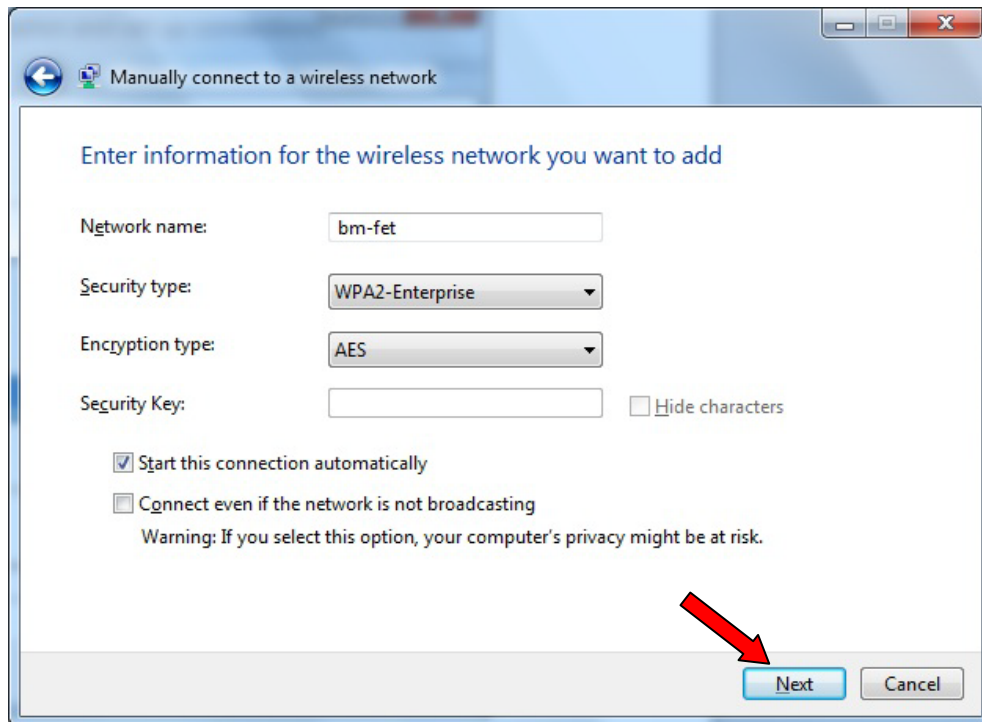 Manually connect to a wireless network
Enter information for the wireless network you want to add
Network name: bm-fet
Security type: WPA2-Enterprise
Encryption type: AES
Security Key: Hide characters
Start this connection automatically
Connect even if the network is not broadcasting
Warning: If you select this option, your computer's privacy might be at risk.
Next Cancel